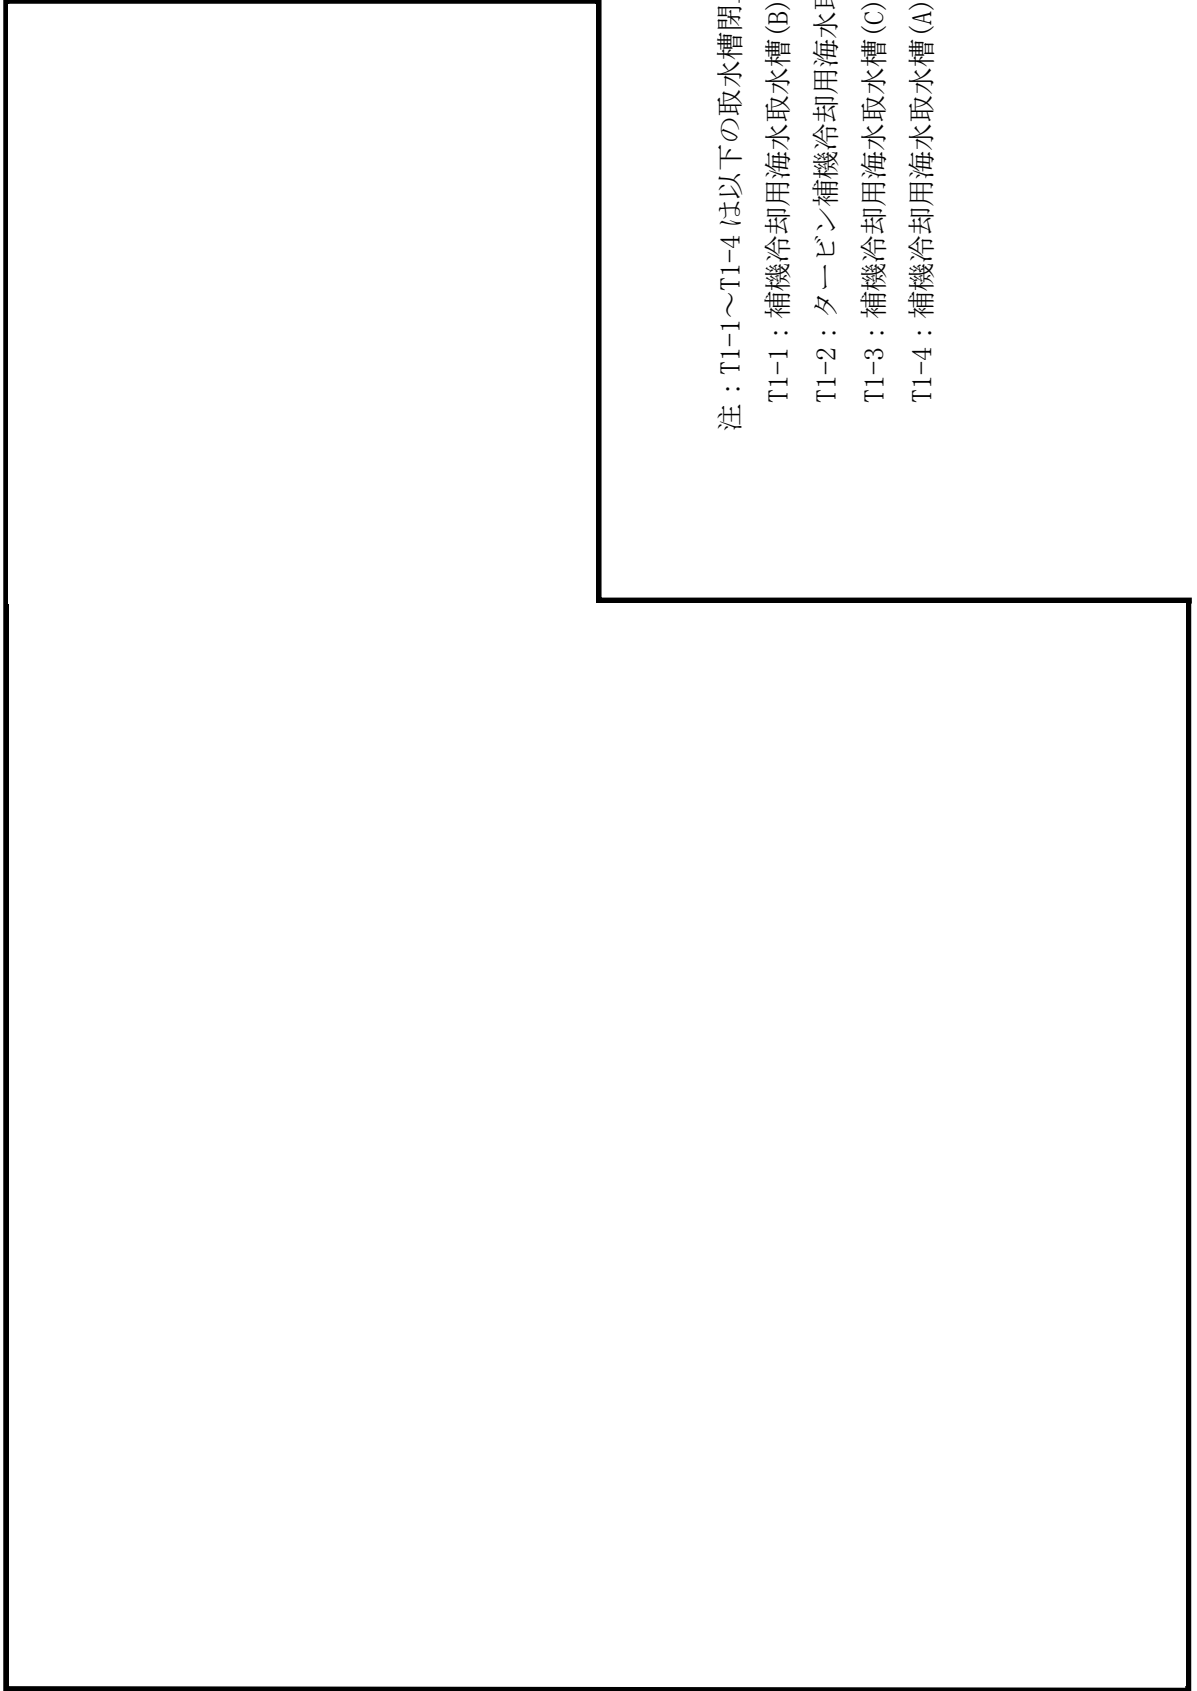 注：T1-1～T1-4 は以下の取水槽閉
T1-1：補機冷却用海水取水槽(B)
T1-2：タービン補機冷却用海水
T1-3：補機冷却用海水取水槽(C)
T1-4：補機冷却用海水取水槽(A)